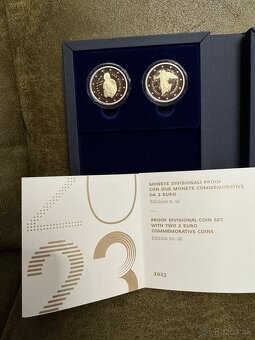 2023
MONETE DIVISIONALI PROOF
CON DUE MONETE COMMEMORATIVE
DA 2 EURO
Edizione n. 16
PROOF DIVISIONAL COIN SET
WITH TWO 2 EURO
COMMEMORATIVE COINS
Edition no. 16
2023